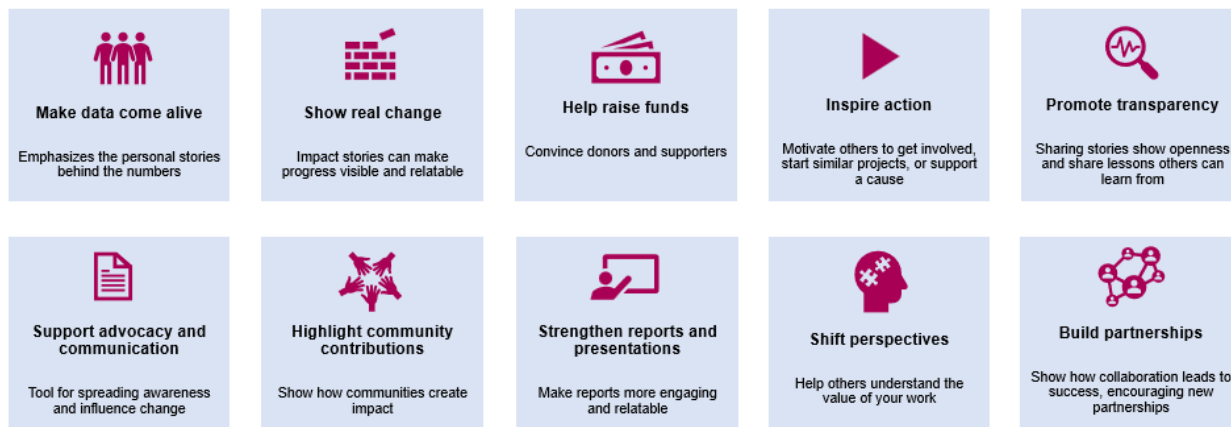 Make data come alive
Emphasizes the personal stories
behind the numbers
Show real change
Impact stories can make
progress visible and relatable
Help raise funds
Convince donors and supporters
Inspire action
Motivate others to get involved,
start similar projects, or support
a cause
Promote transparency
Sharing stories show openness
and share lessons others can
learn from
Support advocacy and
communication
Tool for spreading awareness
and influence change
Highlight community
contributions
Show how communities create
impact
Strengthen reports and
presentations
Make reports more engaging
and relatable
Shift perspectives
Help others understand the
value of your work
Build partnerships
Show how collaboration leads to
success, encouraging new
partnerships